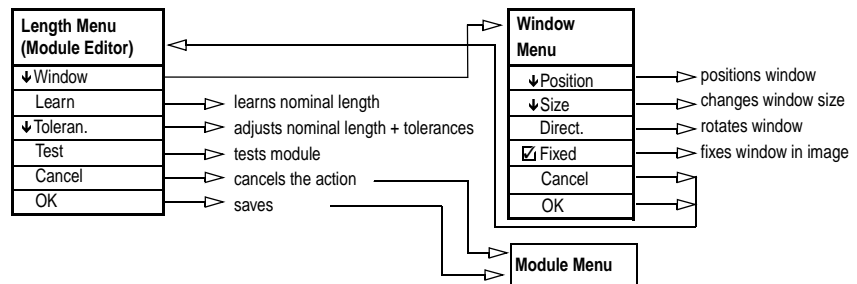 Length Menu
(Module Editor)
Window
Learn
Toleran.
Test
Cancel
OK
learns nominal length
adjusts nominal length + tolerances
tests module
cancels the action
saves
Window
Menu
Position
Size
Direct.
Fixed
Cancel
OK
positions window
changes window size
rotates window
fixes window in image
Module Menu